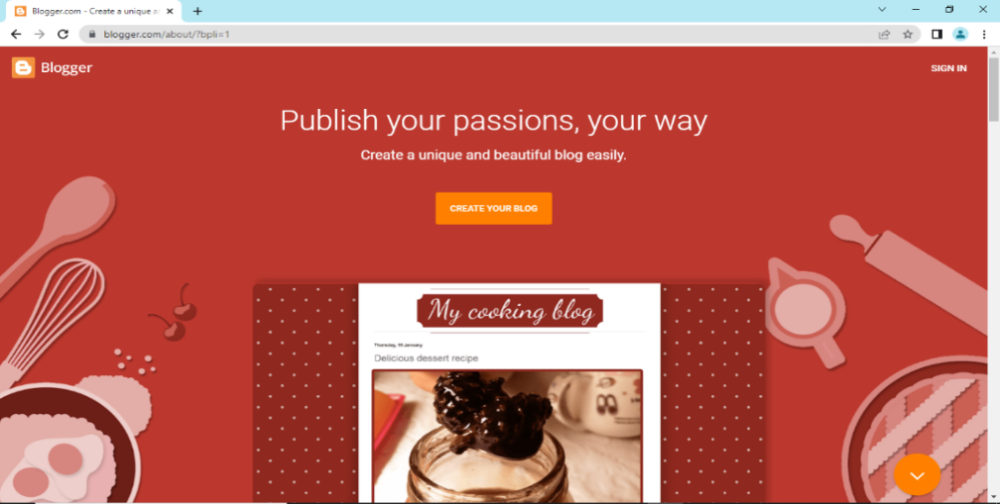 Blogger.com - Create a unique a
blogger.com/about/?bpli=1
Blogger
SIGN IN
Publish your passions, your way
Create a unique and beautiful blog easily.
CREATE YOUR BLOG
My cooking blog
Thursday, 10 January
Delicious dessert recipe